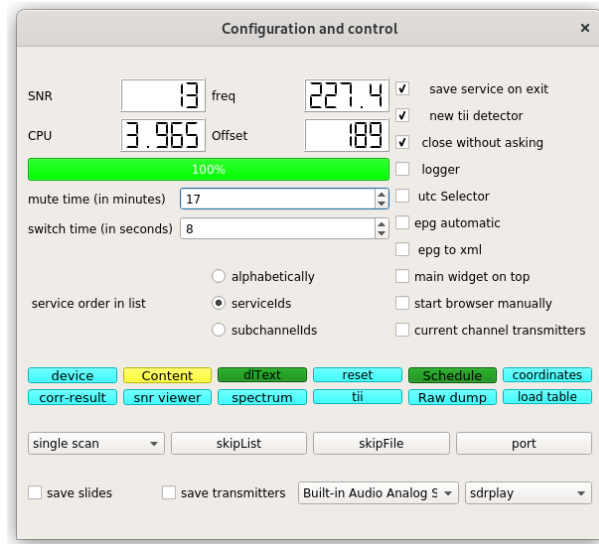 Configuration and control ×
SNR 13 freq 227.4 save service on exit
new tii detector
CPU 3.965 Offset 189 close without asking
100% logger
mute time (in minutes) 17 utc Selector
switch time (in seconds) 8 epg automatic
epg to xml
alphabetically main widget on top
service order in list serviceIds start browser manually
subchannelIds current channel transmitters
device Content dlText reset Schedule coordinates
corr-result snr viewer spectrum tii Raw dump load table
single scan skipList skipFile port
save slides save transmitters Built-in Audio Analog S sdrplay